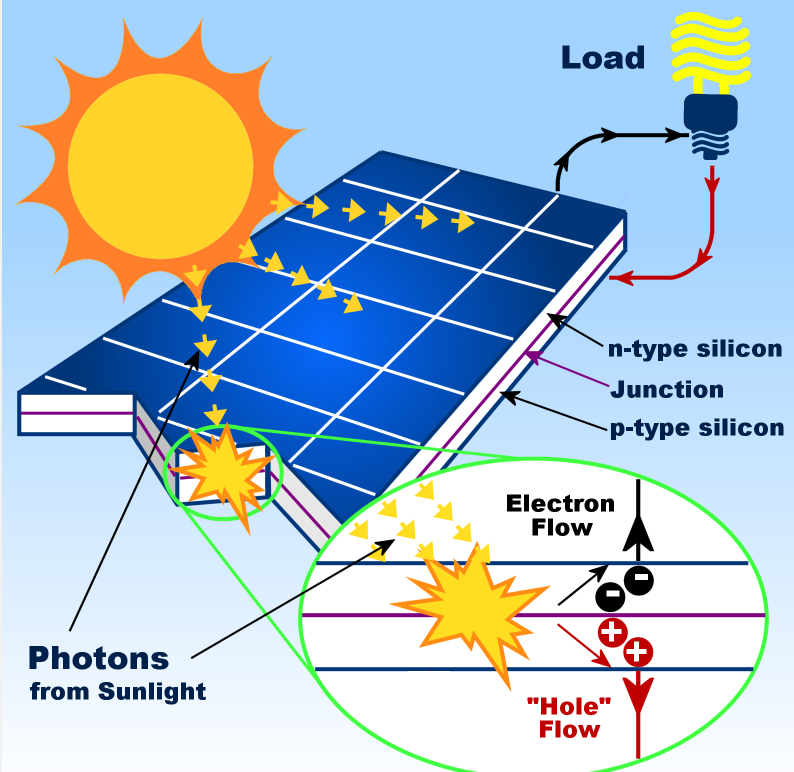 Load
n-type silicon
Junction
p-type silicon
Electron
Flow
Photons
from Sunlight
"Hole"
Flow